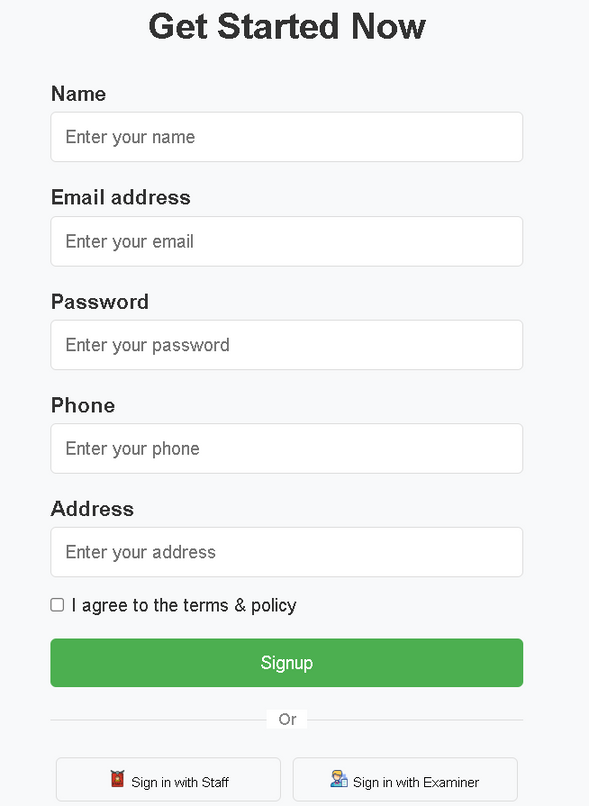 Get Started Now
Name
Enter your name
Email address
Enter your email
Password
Enter your password
Phone
Enter your phone
Address
Enter your address
I agree to the terms & policy
Signup
Or
Sign in with Staff
Sign in with Examiner